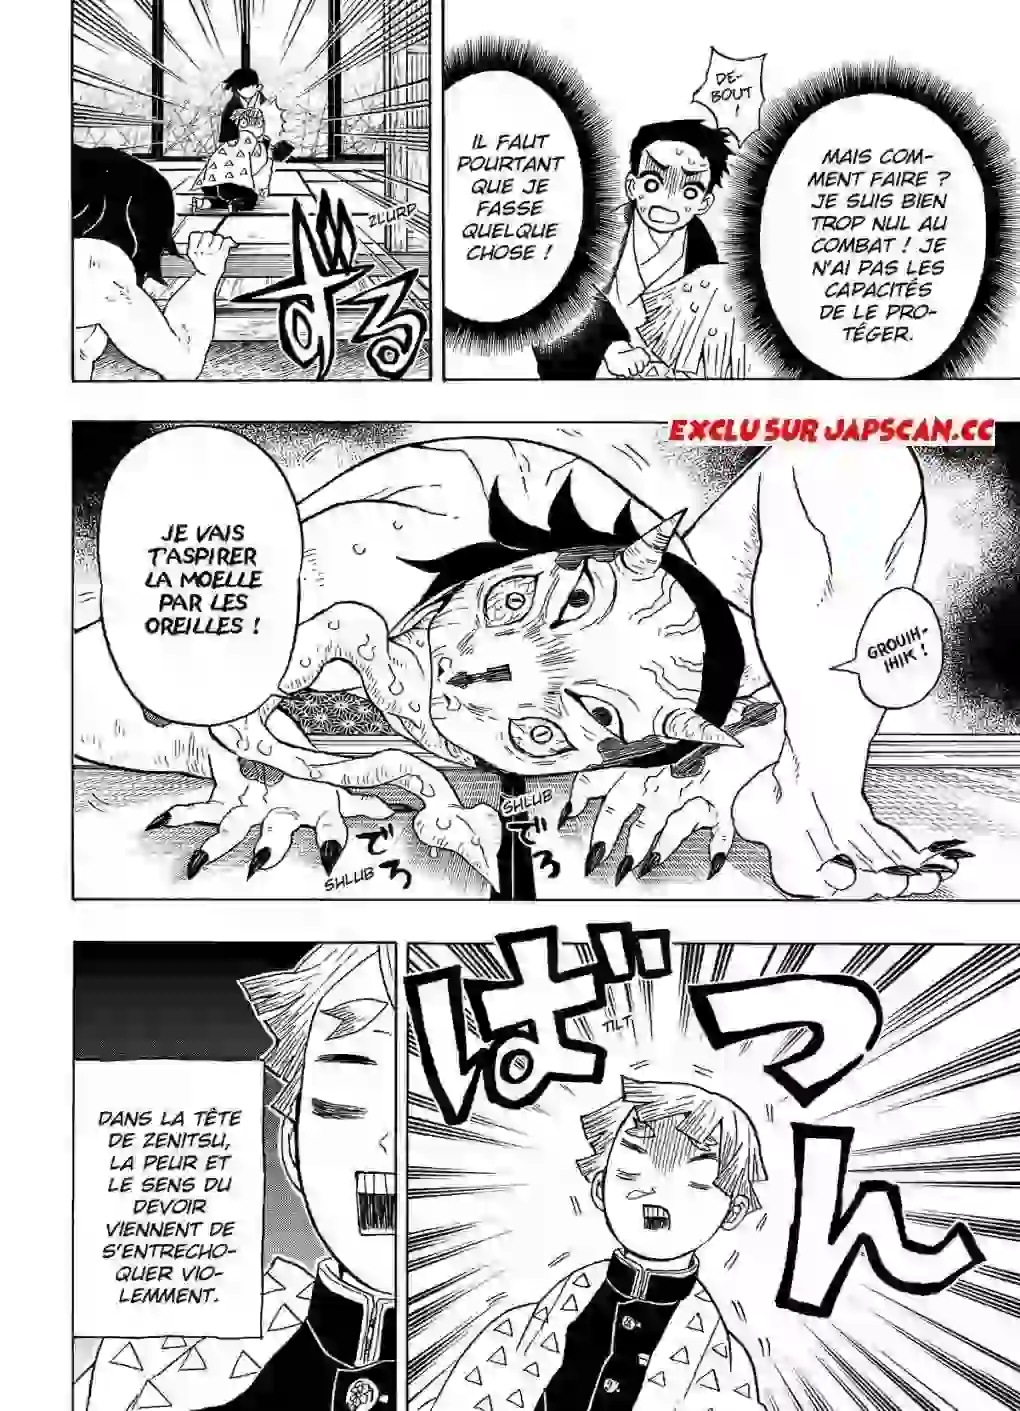 MAIS COM-
MENT FAIRE ?
JE SUIS BIEN
TROP NUL AU
COMBAT ! JE
N'AI PAS LES
CAPACITÉS
DE LE PRO-
TÉGER.
DE-
BOUT
!
IL FAUT
POURTANT
QUE JE
FASSE
QUELQUE
CHOSE !
ZLURP
ずる
EXCLU SUR JAPSCAN.CC
GROUIH-
IHIK !
JE VAIS
T'ASPIRER
LA MOELLE
PAR LES
OREILLES !
SHLUB
でろ
SHLUB
でろ
ばつん
TILT
DANS LA TÊTE
DE ZENITSU,
LA PEUR ET
LE SENS DU
DEVOIR
VIENNENT DE
S'ENTRECHO-
QUER VIO-
LEMMENT.